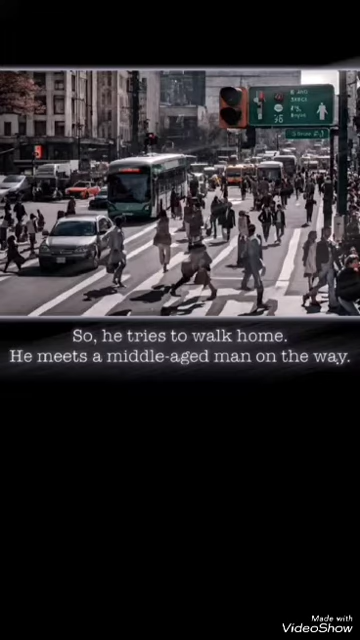 So, he tries to walk home.
He meets a middle-aged man on the way.
Made with
VideoShow